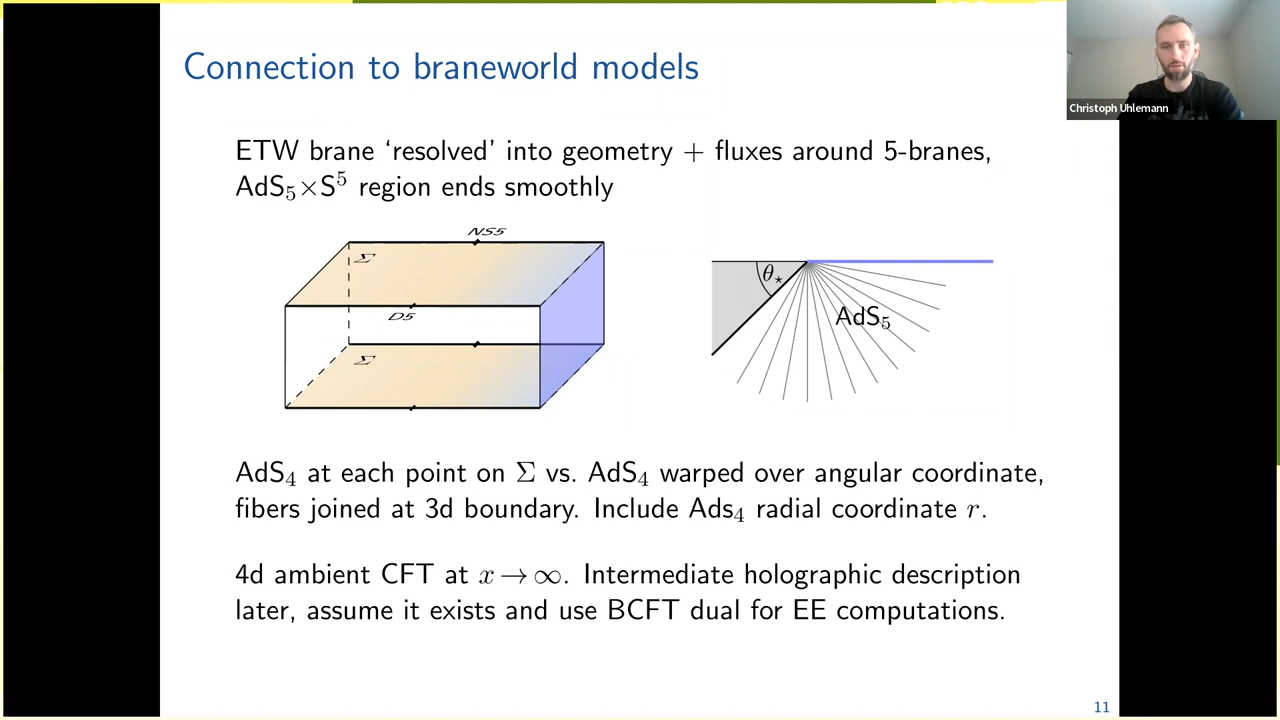 Connection to braneworld models
Christoph Uhlemann
ETW brane ‘resolved’ into geometry + fluxes around 5-branes,
AdS₅×S⁵ region ends smoothly
NS5
Σ
D5
Σ
θ⋆
AdS₅
AdS₄ at each point on Σ vs. AdS₄ warped over angular coordinate,
fibers joined at 3d boundary. Include Ads₄ radial coordinate r.
4d ambient CFT at x → ∞. Intermediate holographic description
later, assume it exists and use BCFT dual for EE computations.
11